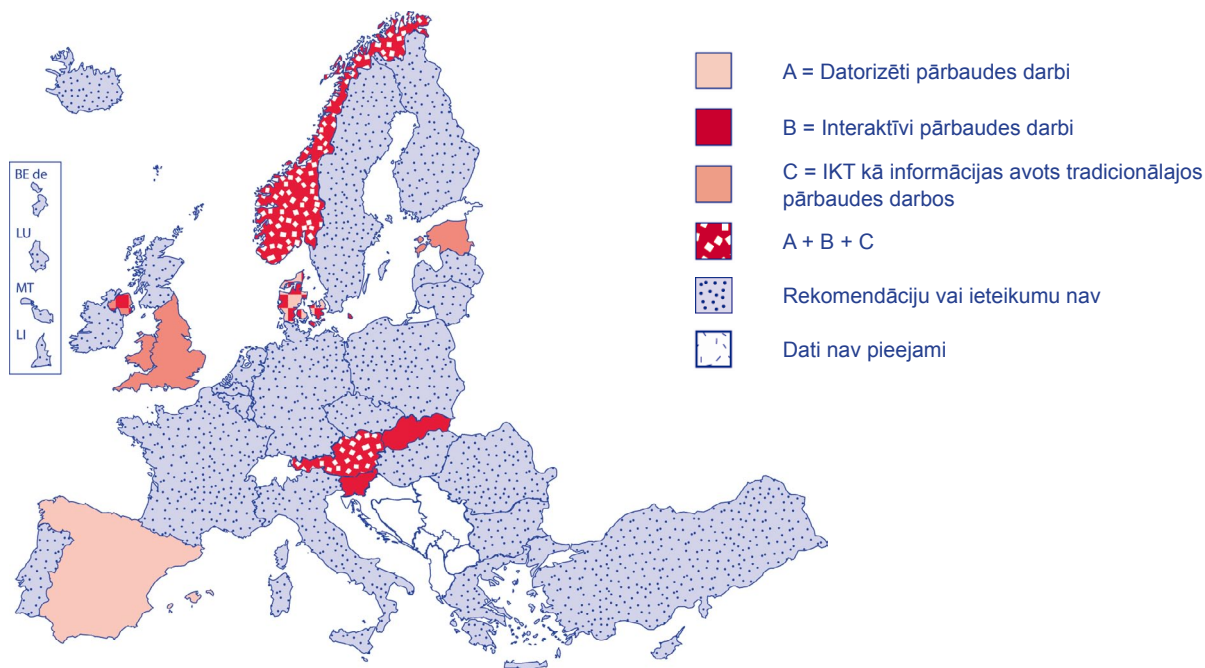 A = Datorizēti pārbaudes darbi
B = Interaktīvi pārbaudes darbi
C = IKT kā informācijas avots tradicionālajos
pārbaudes darbos
A + B + C
Rekomendāciju vai ieteikumu nav
Dati nav pieejami
BE de
LU
MT
LI